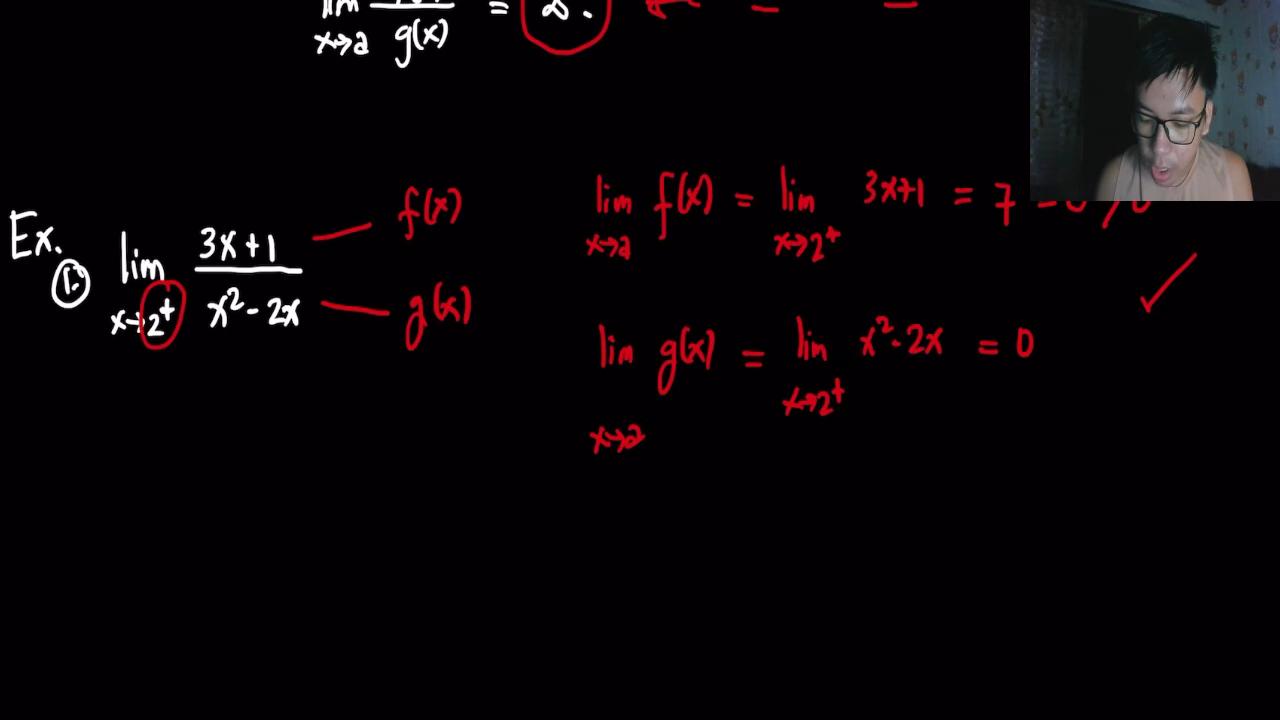 lim = ∞.
x→a g(x)
Ex.
1. lim 3x+1 / x²-2x
x→2⁺
f(x)
g(x)
lim f(x) = lim 3x+1 = 7
x→a x→2⁺
lim g(x) = lim x²-2x = 0
x→a x→2⁺